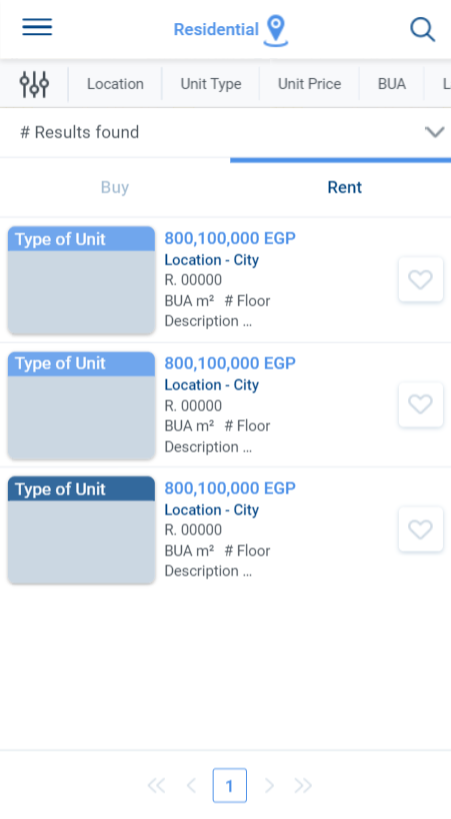 Residential
Location Unit Type Unit Price BUA L
# Results found
Buy Rent
Type of Unit
800,100,000 EGP
Location - City
R. 00000
BUA m² # Floor
Description ...
Type of Unit
800,100,000 EGP
Location - City
R. 00000
BUA m² # Floor
Description ...
Type of Unit
800,100,000 EGP
Location - City
R. 00000
BUA m² # Floor
Description ...
1